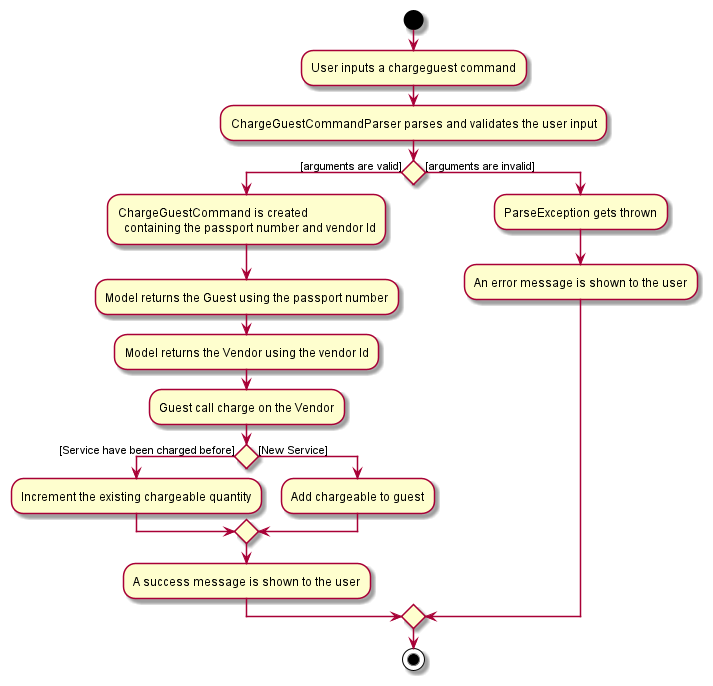 User inputs a chargeguest command
ChargeGuestCommandParser parses and validates the user input
[arguments are valid]
[arguments are invalid]
ChargeGuestCommand is created
containing the passport number and vendor Id
ParseException gets thrown
Model returns the Guest using the passport number
An error message is shown to the user
Model returns the Vendor using the vendor Id
Guest call charge on the Vendor
[Service have been charged before]
[New Service]
Increment the existing chargeable quantity
Add chargeable to guest
A success message is shown to the user